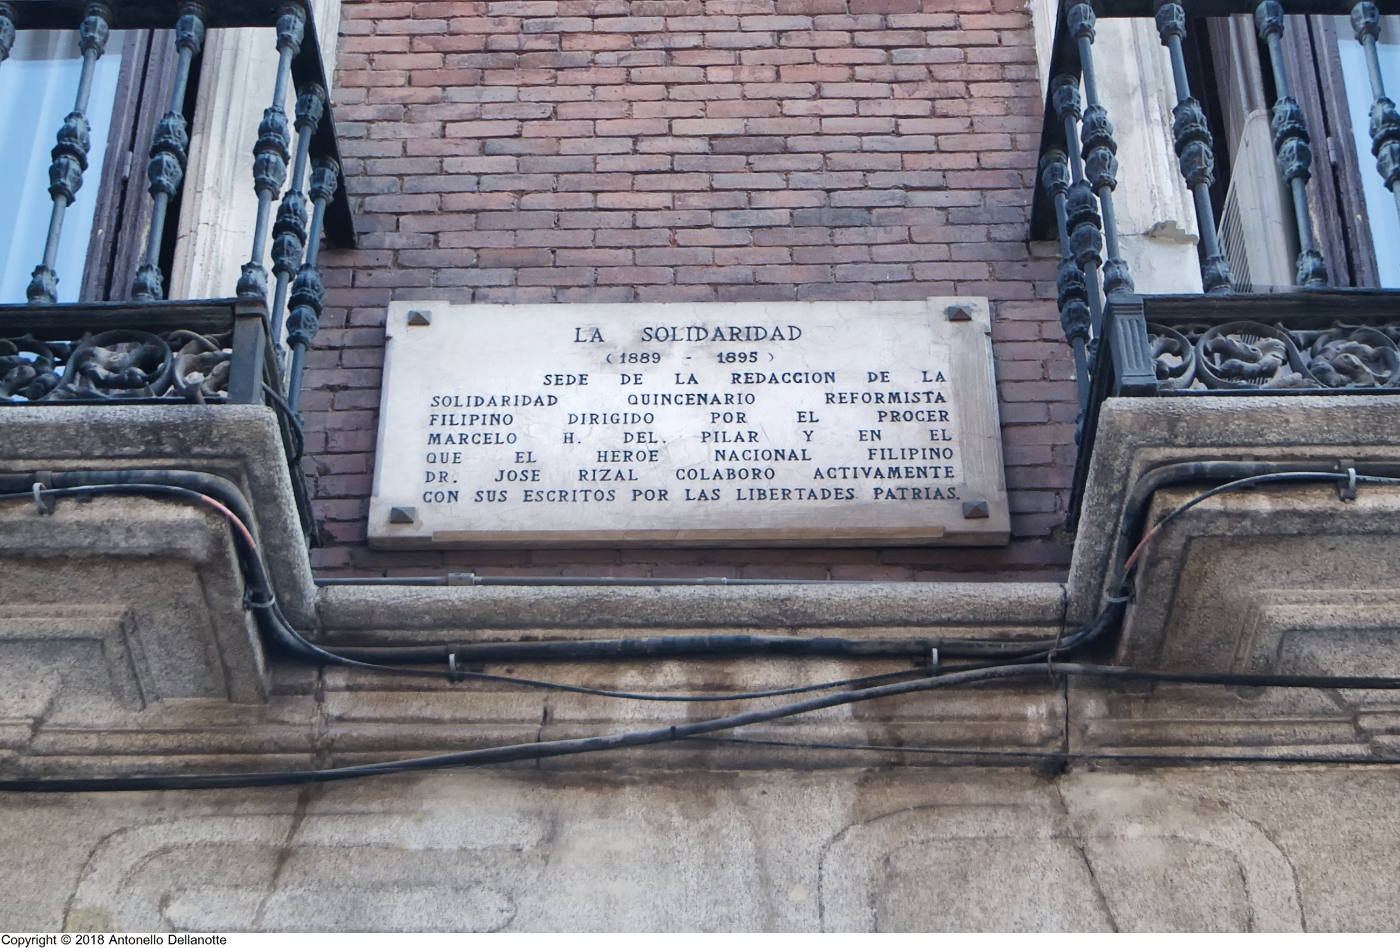 LA SOLIDARIDAD
(1889 - 1895)
SEDE DE LA REDACCION DE LA
SOLIDARIDAD QUINCENARIO REFORMISTA
FILIPINO DIRIGIDO POR EL PROCER
MARCELO H. DEL. PILAR Y EN EL
QUE EL HEROE NACIONAL FILIPINO
DR. JOSE RIZAL COLABORO ACTIVAMENTE
CON SUS ESCRITOS POR LAS LIBERTADES PATRIAS.
Copyright © 2018 Antonello Dellanotte